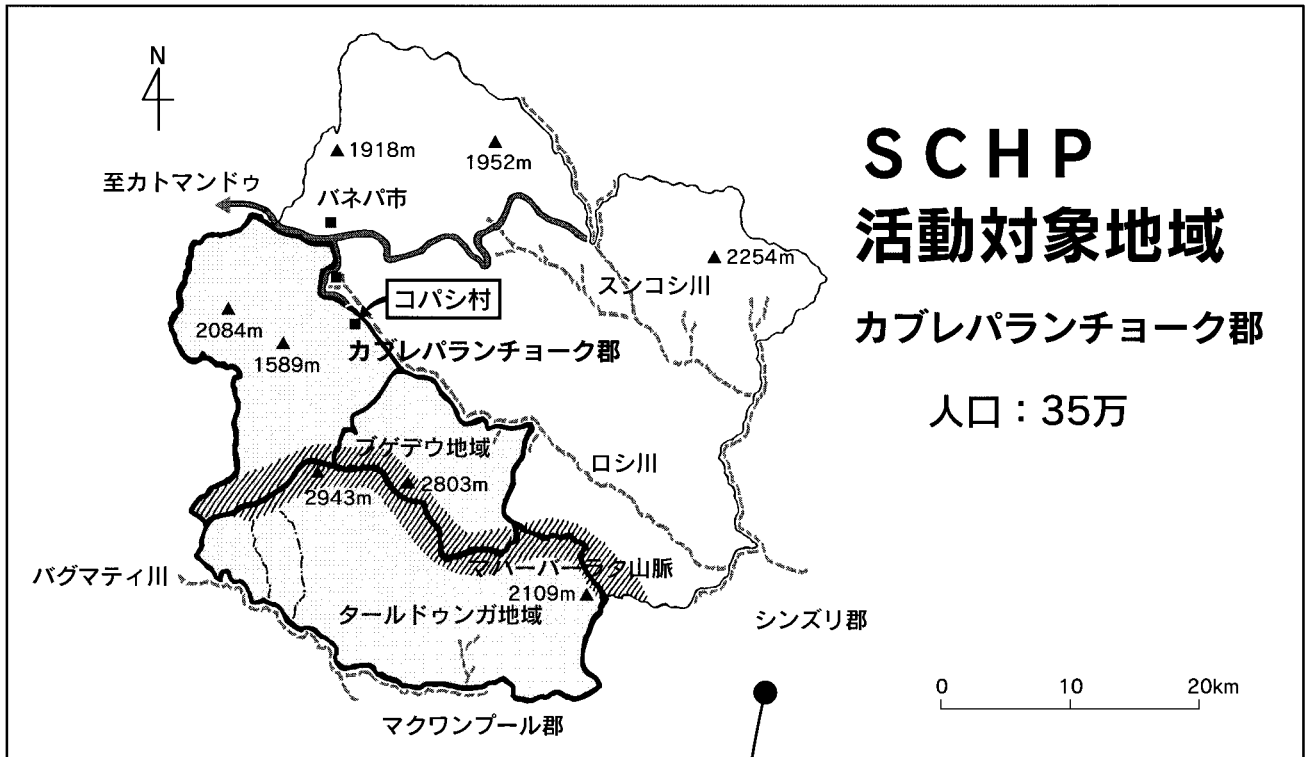 N
至カトマンドゥ
バネパ市
▲1918m
1952m
ＳＣＨＰ
活動対象地域
カブレパランチョーク郡
人口：35万
▲2254m
スンコシ川
コパシ村
2084m
1589m
カブレパランチョーク郡
ブゲデウ地域
ロシ川
2943m
▲2803m
マハーバーラタ山脈
2109m
バグマティ川
タールドゥンガ地域
シンズリ郡
マクワンプール郡
0 10 20km